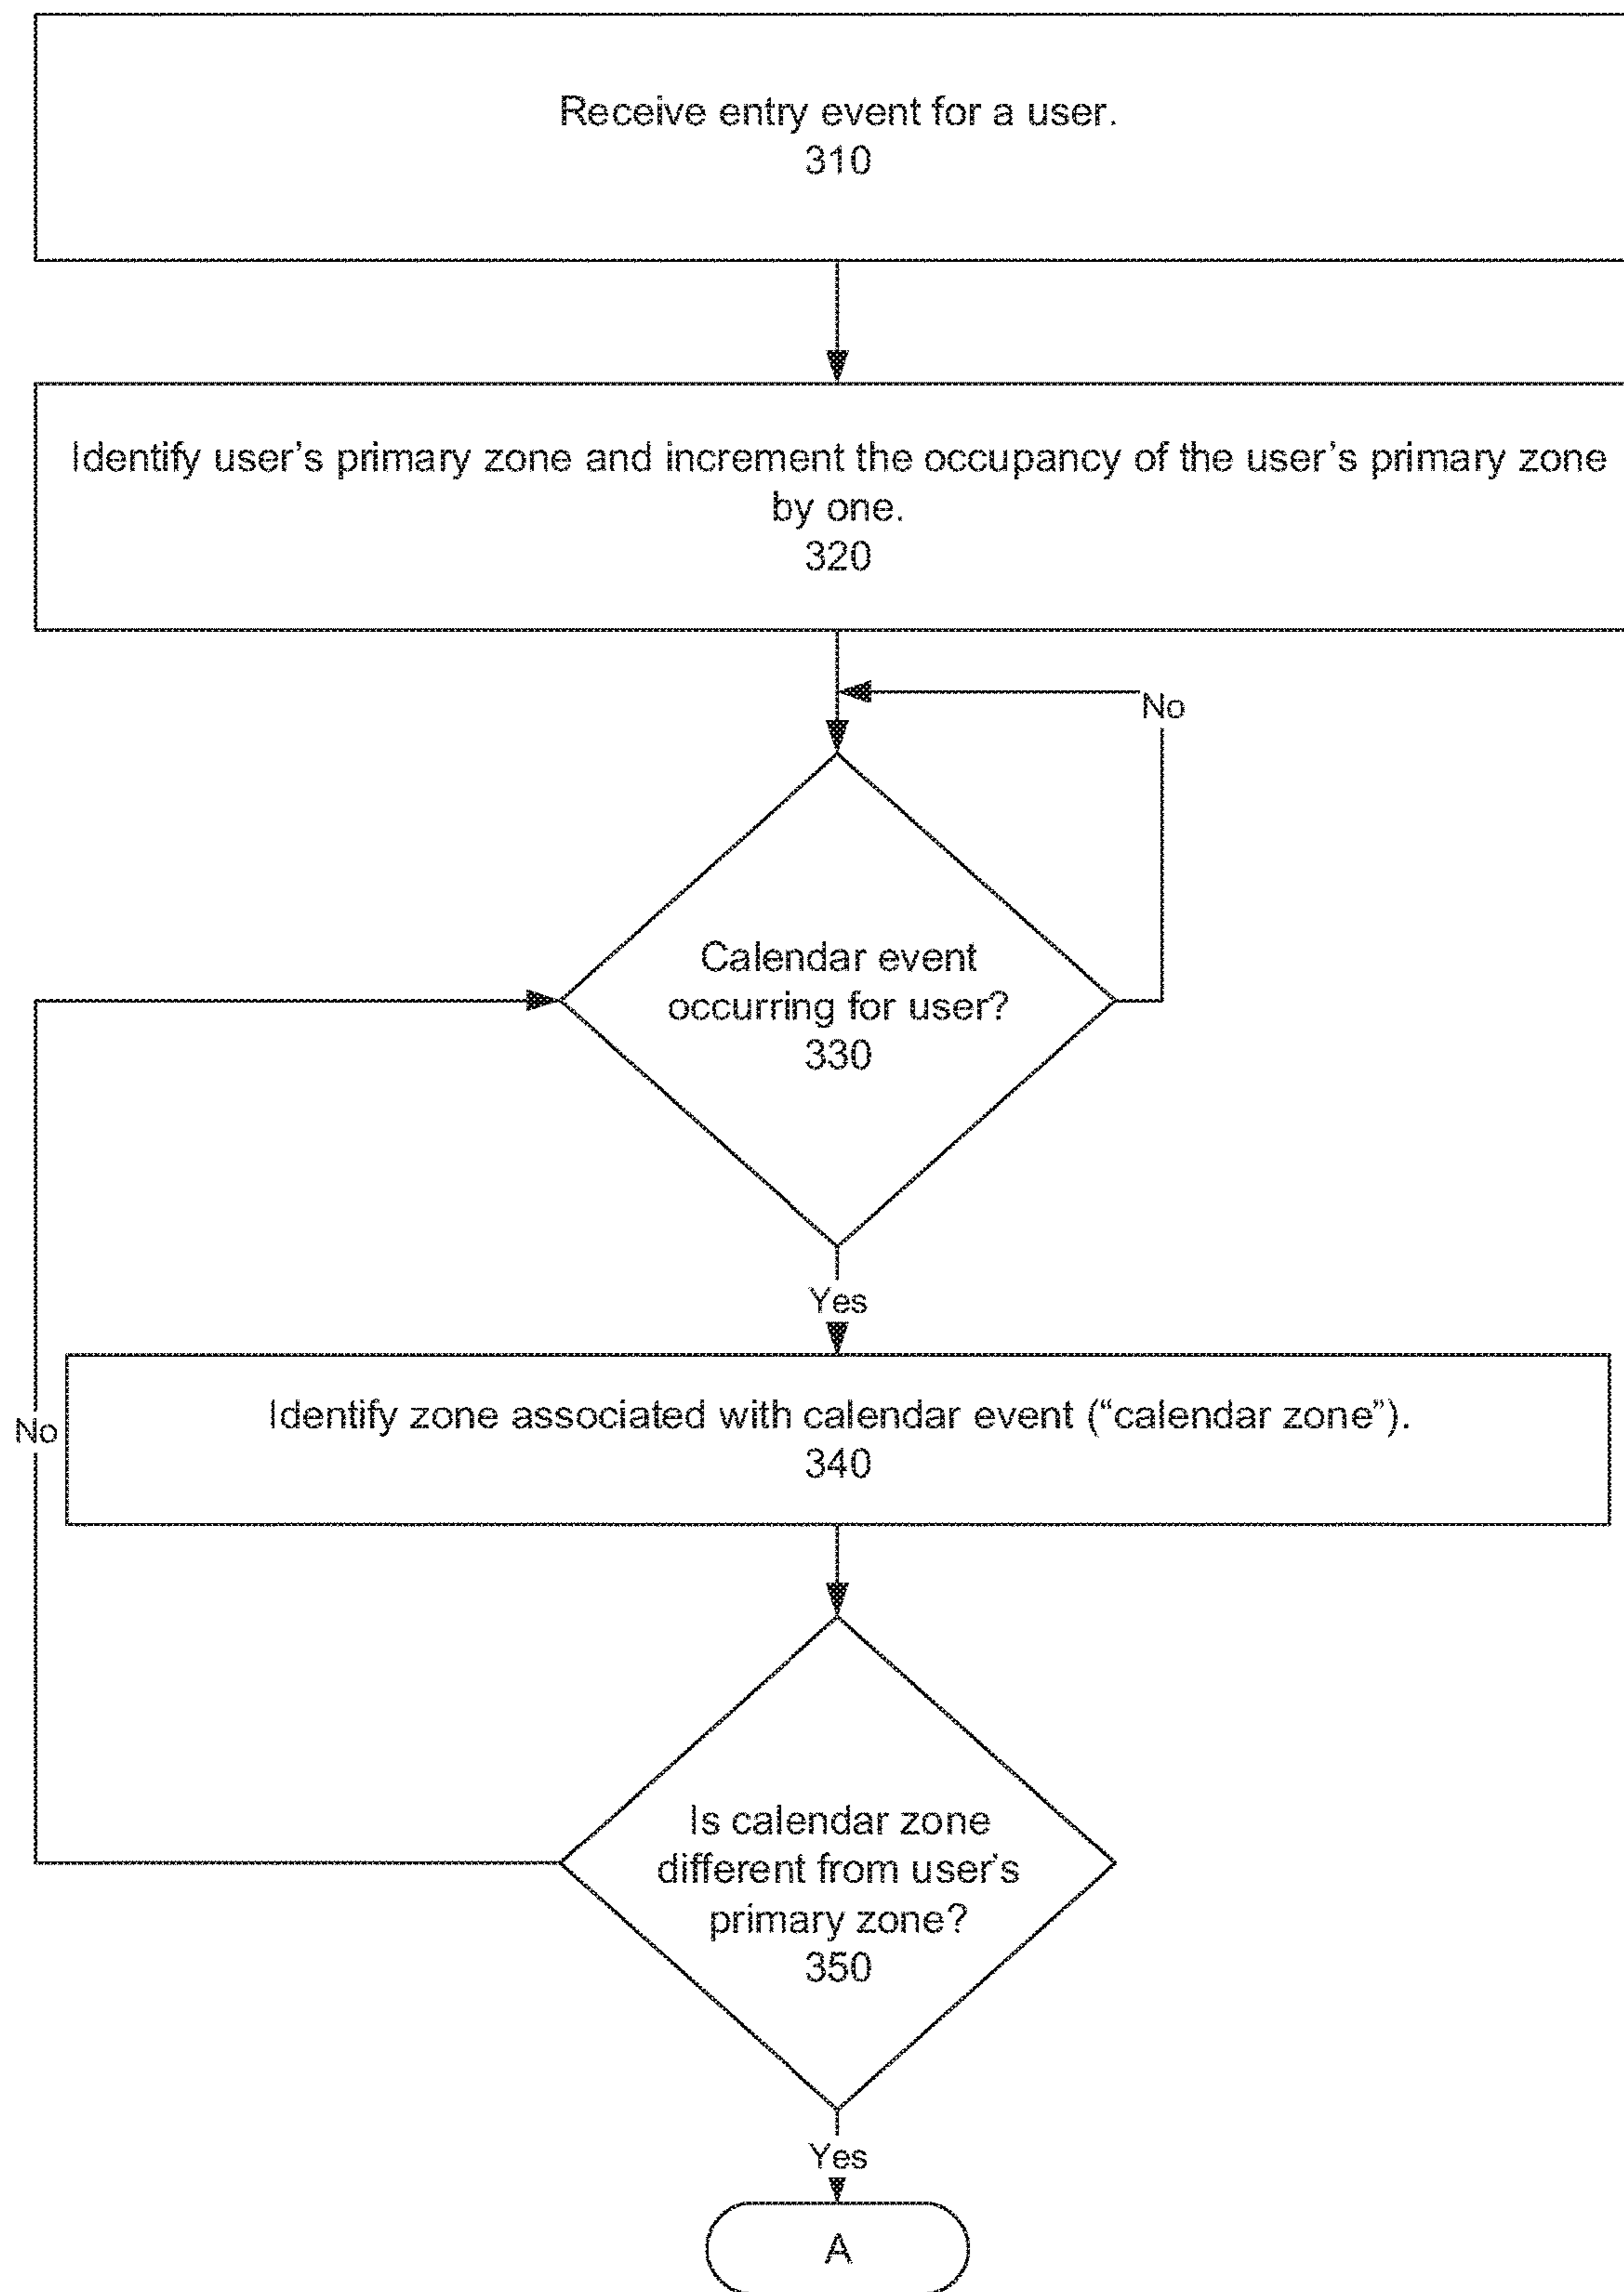 Receive entry event for a user.
310
Identify user's primary zone and increment the occupancy of the user's primary zone
by one.
320
No
Calendar event
occurring for user?
330
Yes
No
Identify zone associated with calendar event (“calendar zone”).
340
Is calendar zone
different from user's
primary zone?
350
Yes
A